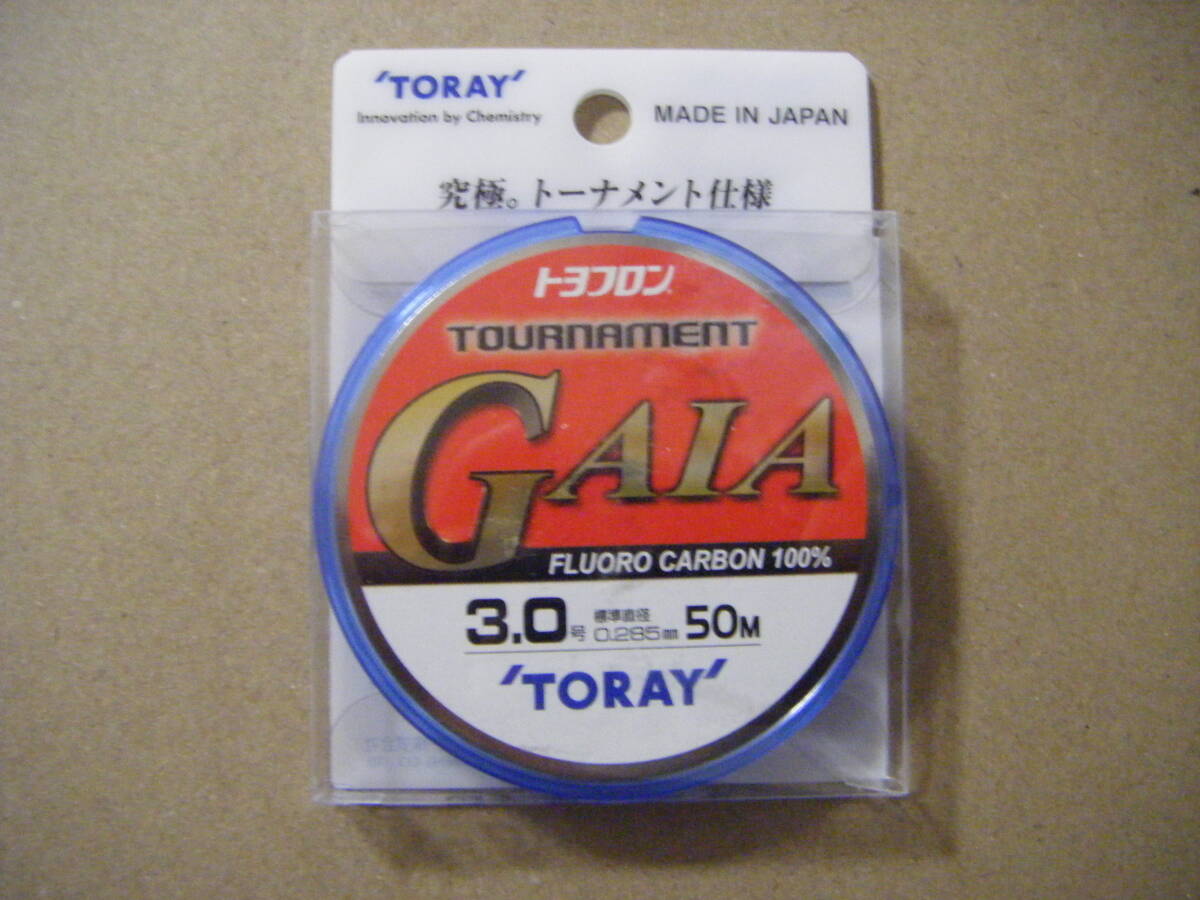 'TORAY'
Innovation by Chemistry
MADE IN JAPAN
究極。トーナメント仕様
トヨフロン
TOURNAMENT
GAIA
FLUORO CARBON 100%
3.0号 標準直径 0.285mm 50M
'TORAY'